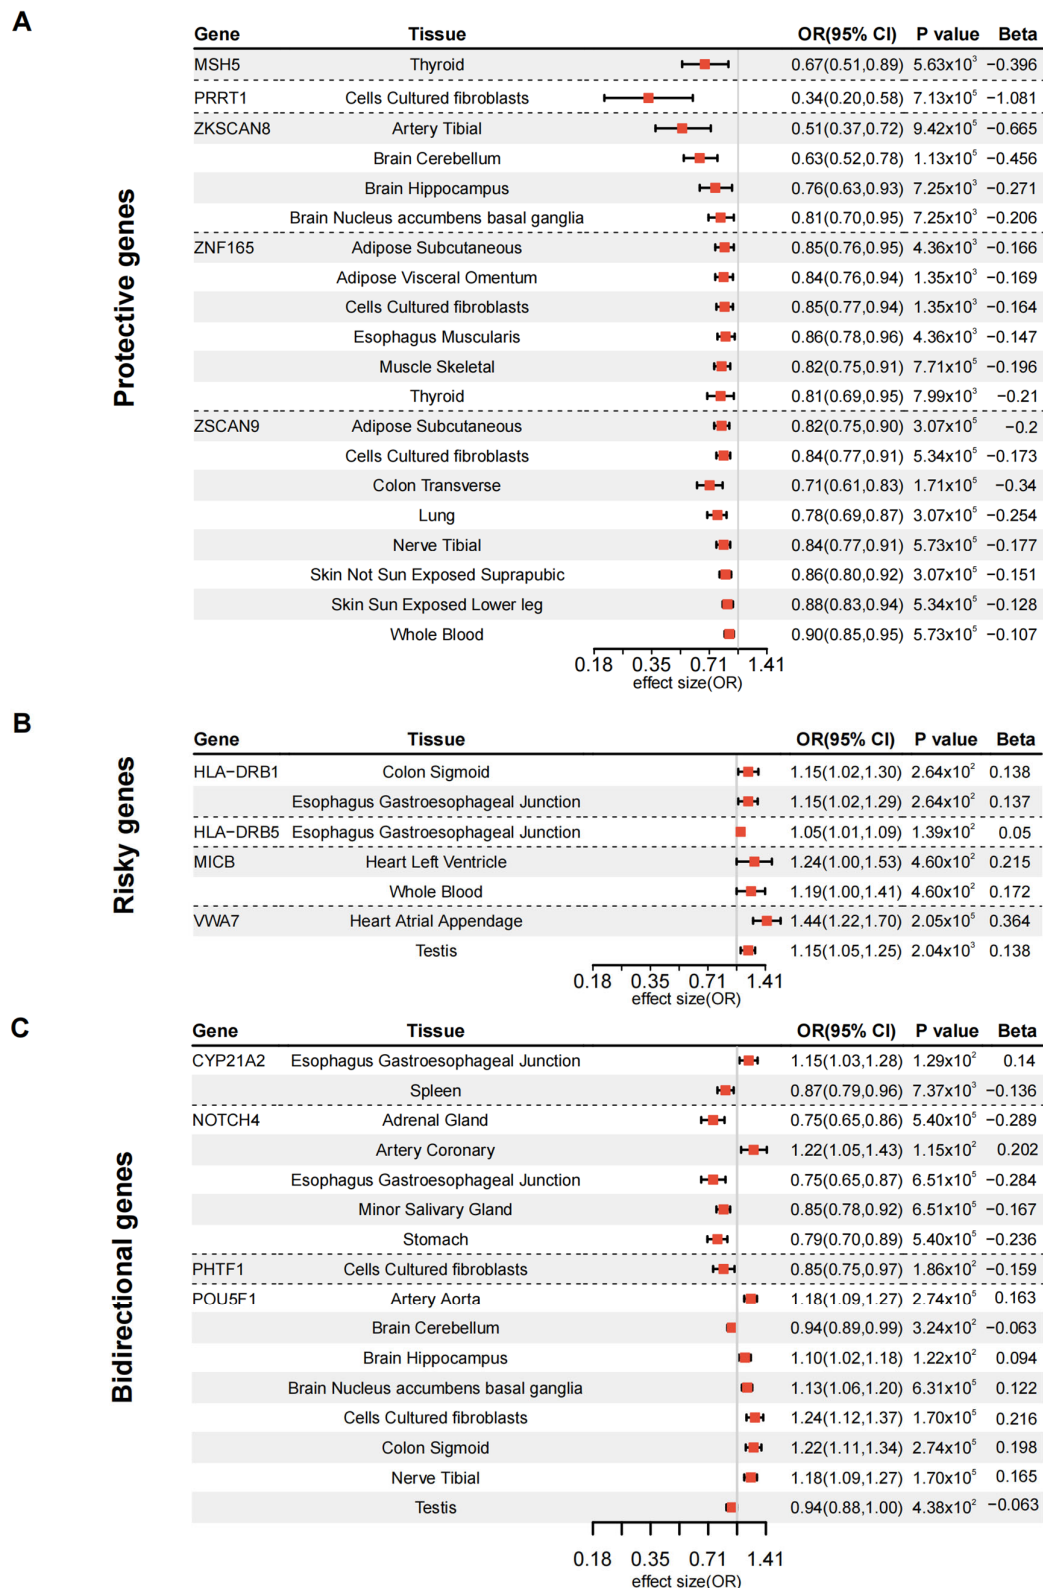 A
Gene Tissue OR(95% CI) P value Beta
MSH5 Thyroid 0.67(0.51,0.89) 5.63x10³ −0.396
PRRT1 Cells Cultured fibroblasts 0.34(0.20,0.58) 7.13x10⁵ −1.081
ZKSCAN8 Artery Tibial 0.51(0.37,0.72) 9.42x10⁵ −0.665
Brain Cerebellum 0.63(0.52,0.78) 1.13x10⁵ −0.456
Brain Hippocampus 0.76(0.63,0.93) 7.25x10³ −0.271
Brain Nucleus accumbens basal ganglia 0.81(0.70,0.95) 7.25x10³ −0.206
ZNF165 Adipose Subcutaneous 0.85(0.76,0.95) 4.36x10³ −0.166
Adipose Visceral Omentum 0.84(0.76,0.94) 1.35x10³ −0.169
Cells Cultured fibroblasts 0.85(0.77,0.94) 1.35x10³ −0.164
Esophagus Muscularis 0.86(0.78,0.96) 4.36x10³ −0.147
Muscle Skeletal 0.82(0.75,0.91) 7.71x10⁵ −0.196
Thyroid 0.81(0.69,0.95) 7.99x10³ −0.21
ZSCAN9 Adipose Subcutaneous 0.82(0.75,0.90) 3.07x10⁵ −0.2
Cells Cultured fibroblasts 0.84(0.77,0.91) 5.34x10⁵ −0.173
Colon Transverse 0.71(0.61,0.83) 1.71x10⁵ −0.34
Lung 0.78(0.69,0.87) 3.07x10⁵ −0.254
Nerve Tibial 0.84(0.77,0.91) 5.73x10⁵ −0.177
Skin Not Sun Exposed Suprapubic 0.86(0.80,0.92) 3.07x10⁵ −0.151
Skin Sun Exposed Lower leg 0.88(0.83,0.94) 5.34x10⁵ −0.128
Whole Blood 0.90(0.85,0.95) 5.73x10⁵ −0.107
0.18 0.35 0.71 1.41
effect size(OR)
Protective genes
B
Gene Tissue OR(95% CI) P value Beta
HLA−DRB1 Colon Sigmoid 1.15(1.02,1.30) 2.64x10² 0.138
Esophagus Gastroesophageal Junction 1.15(1.02,1.29) 2.64x10² 0.137
HLA−DRB5 Esophagus Gastroesophageal Junction 1.05(1.01,1.09) 1.39x10² 0.05
MICB Heart Left Ventricle 1.24(1.00,1.53) 4.60x10² 0.215
Whole Blood 1.19(1.00,1.41) 4.60x10² 0.172
VWA7 Heart Atrial Appendage 1.44(1.22,1.70) 2.05x10⁵ 0.364
Testis 1.15(1.05,1.25) 2.04x10³ 0.138
0.18 0.35 0.71 1.41
effect size(OR)
Risky genes
C
Gene Tissue OR(95% CI) P value Beta
CYP21A2 Esophagus Gastroesophageal Junction 1.15(1.03,1.28) 1.29x10² 0.14
Spleen 0.87(0.79,0.96) 7.37x10³ −0.136
NOTCH4 Adrenal Gland 0.75(0.65,0.86) 5.40x10⁵ −0.289
Artery Coronary 1.22(1.05,1.43) 1.15x10² 0.202
Esophagus Gastroesophageal Junction 0.75(0.65,0.87) 6.51x10⁵ −0.284
Minor Salivary Gland 0.85(0.78,0.92) 6.51x10⁵ −0.167
Stomach 0.79(0.70,0.89) 5.40x10⁵ −0.236
PHTF1 Cells Cultured fibroblasts 0.85(0.75,0.97) 1.86x10² −0.159
POU5F1 Artery Aorta 1.18(1.09,1.27) 2.74x10⁵ 0.163
Brain Cerebellum 0.94(0.89,0.99) 3.24x10² −0.063
Brain Hippocampus 1.10(1.02,1.18) 1.22x10² 0.094
Brain Nucleus accumbens basal ganglia 1.13(1.06,1.20) 6.31x10⁵ 0.122
Cells Cultured fibroblasts 1.24(1.12,1.37) 1.70x10⁵ 0.216
Colon Sigmoid 1.22(1.11,1.34) 2.74x10⁵ 0.198
Nerve Tibial 1.18(1.09,1.27) 1.70x10⁵ 0.165
Testis 0.94(0.88,1.00) 4.38x10² −0.063
0.18 0.35 0.71 1.41
effect size(OR)
Bidirectional genes